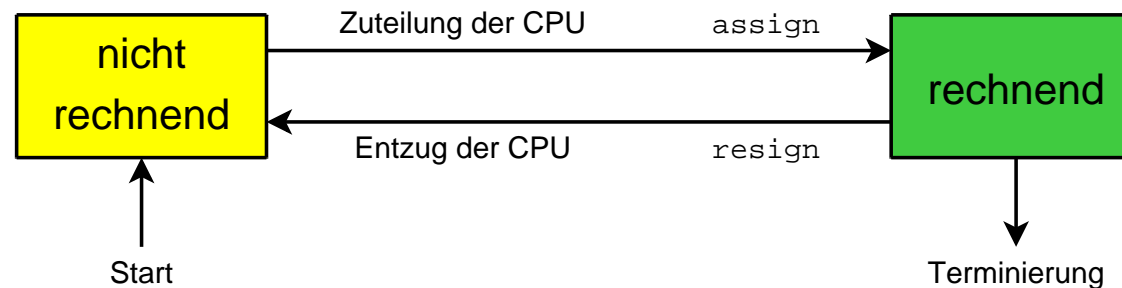 Zuteilung der CPU assign
nicht
rechnend
rechnend
Entzug der CPU resign
Start
Terminierung